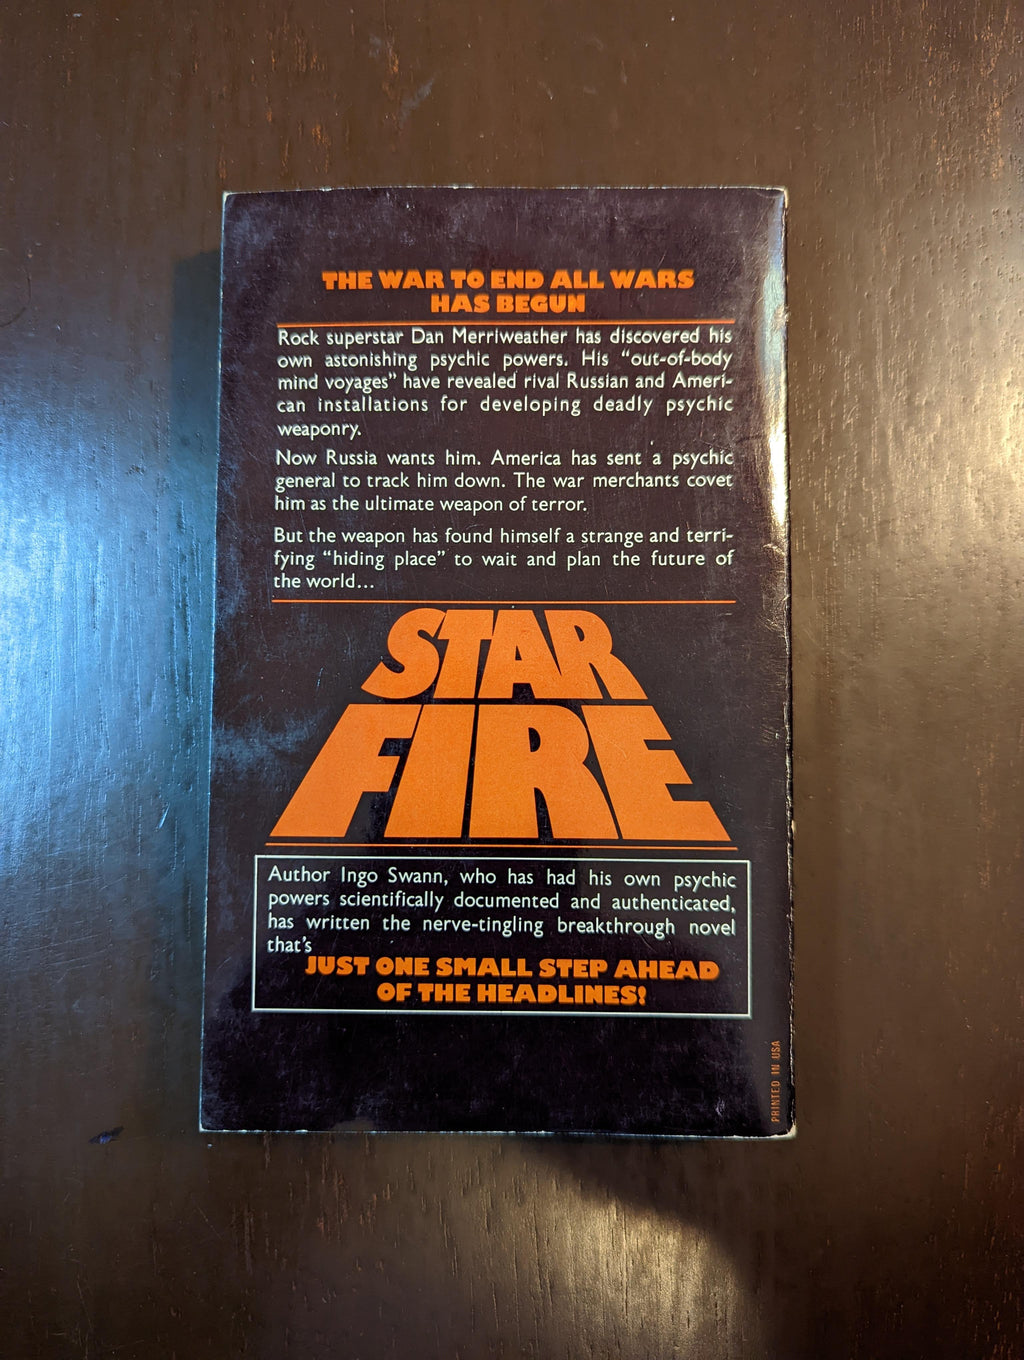 THE WAR TO END ALL WARS
HAS BEGUN
Rock superstar Dan Merriweather has discovered his
own astonishing psychic powers. His “out-of-body
mind voyages” have revealed rival Russian and Ameri-
can installations for developing deadly psychic
weaponry.
Now Russia wants him. America has sent a psychic
general to track him down. The war merchants covet
him as the ultimate weapon of terror.
But the weapon has found himself a strange and terri-
fying “hiding place” to wait and plan the future of
the world...
STAR
FIRE
Author Ingo Swann, who has had his own psychic
powers scientifically documented and authenticated,
has written the nerve-tingling breakthrough novel
that’s
JUST ONE SMALL STEP AHEAD
OF THE HEADLINES!
PRINTED IN USA